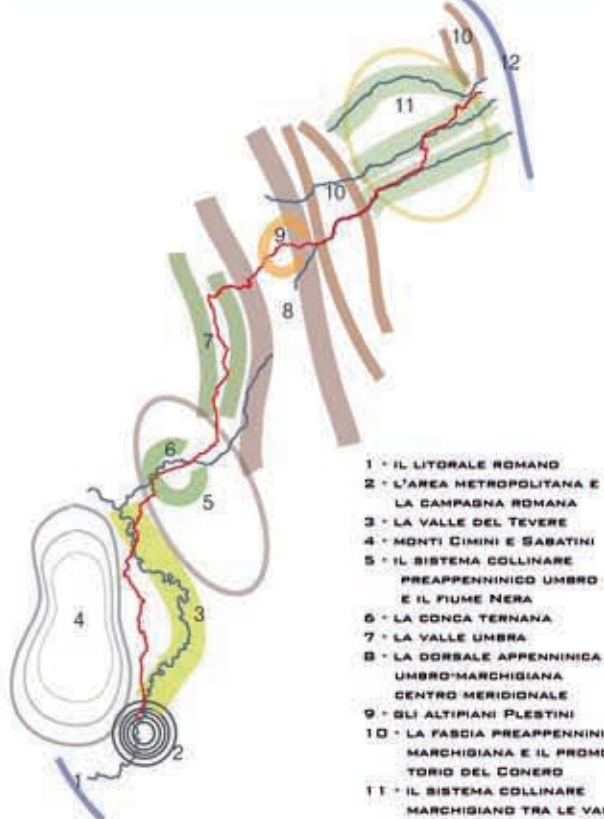 10
12
11
10
9
8
7
6
5
3
4
2
1
1 - IL LITORALE ROMANO
2 - L'AREA METROPOLITANA E
LA CAMPAGNA ROMANA
3 - LA VALLE DEL TEVERE
4 - MONTI CIMINI E SABATINI
5 - IL SISTEMA COLLINARE
PREAPPENNINICO UMBRO
E IL FIUME NERA
6 - LA CONCA TERNANA
7 - LA VALLE UMBRA
8 - LA DORSALE APPENNINICA
UMBRO-MARCHIGIANA
CENTRO MERIDIONALE
9 - GLI ALTIPIANI PLESTINI
10 - LA FASCIA PREAPPENNINI
MARCHIGIANA E IL PROMO
TORIO DEL CONERO
11 - IL SISTEMA COLLINARE
MARCHIGIANO TRA LE VAL